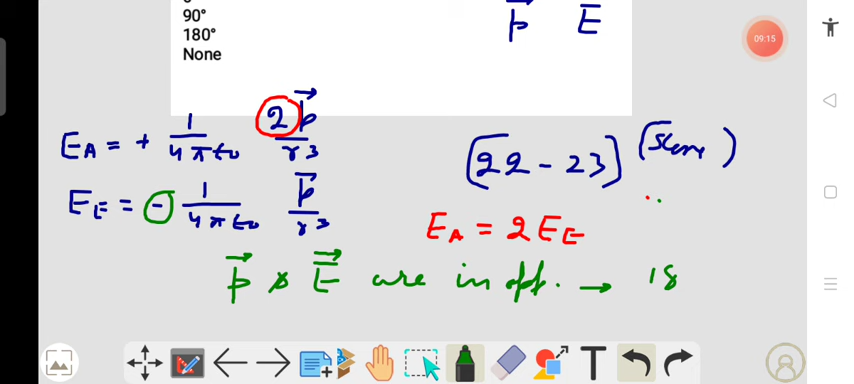 90°
180°
None
p⃗ E⃗
09:15
E_A = + 1/4πε₀ 2p⃗/r³
[22-23]
E_E = - 1/4πε₀ p⃗/r³
E_A = 2E_E
p⃗ & E⃗ are in opp. → 18
T